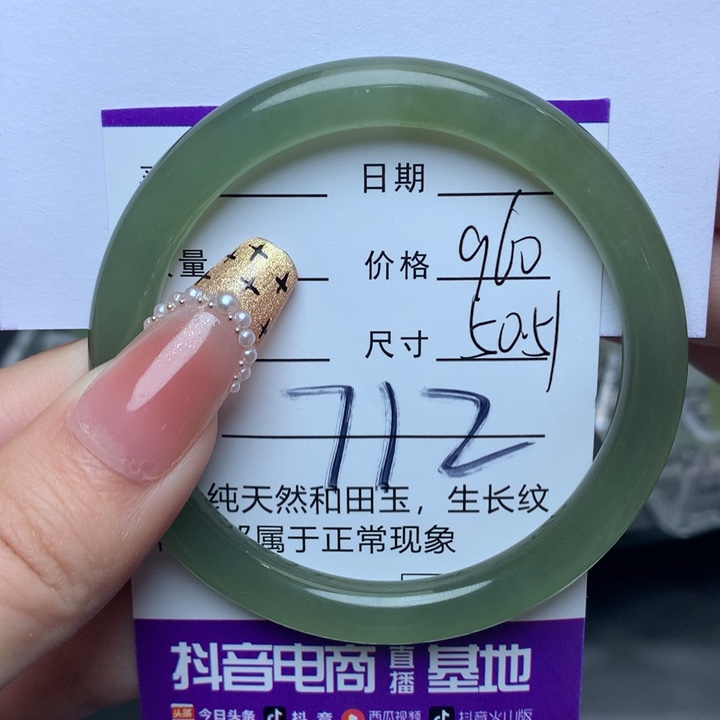 日期
量
价格 960
尺寸 50.51
712
纯天然和田玉，生长纹
属于正常现象
抖音电商 直播 基地
头条 今日头条 抖音 西瓜视频 抖音火山版